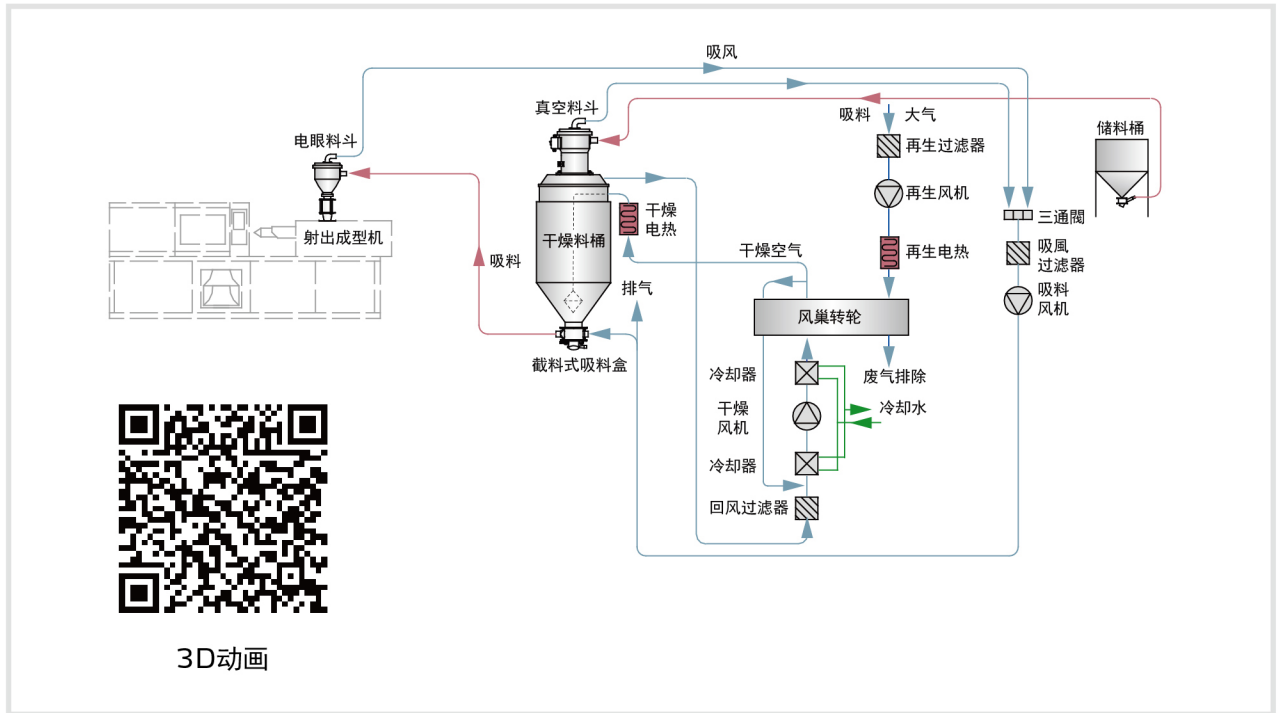 吸风
真空料斗
吸料
大气
储料桶
电眼料斗
再生过滤器
再生风机
三通閥
干燥
电热
射出成型机
干燥料桶
吸風
过滤器
干燥空气
再生电热
吸料
排气
吸料
风机
风巢转轮
截料式吸料盒
冷却器
废气排除
干燥
风机
冷却水
冷却器
回风过滤器
3D动画